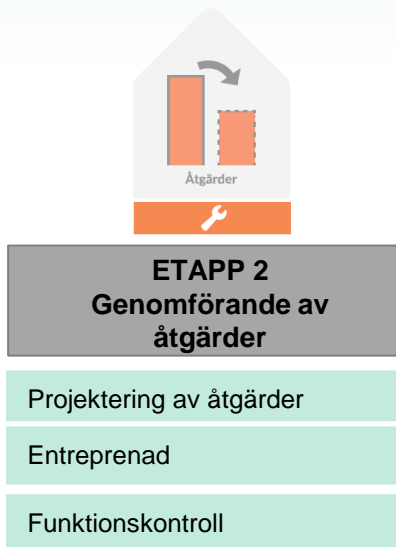 Åtgärder
ETAPP 2
Genomförande av
åtgärder
Projektering av åtgärder
Entreprenad
Funktionskontroll